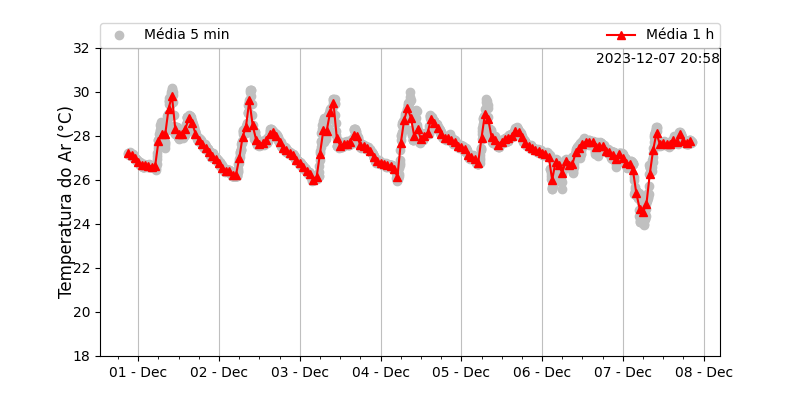 Média 5 min
Média 1 h
2023-12-07 20:58
Temperatura do Ar (°C)
32
30
28
26
24
22
20
18
01 - Dec
02 - Dec
03 - Dec
04 - Dec
05 - Dec
06 - Dec
07 - Dec
08 - Dec